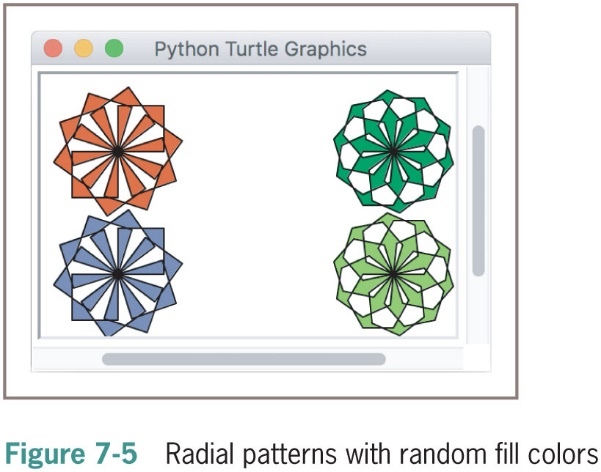 Python Turtle Graphics
Figure 7-5 Radial patterns with random fill colors